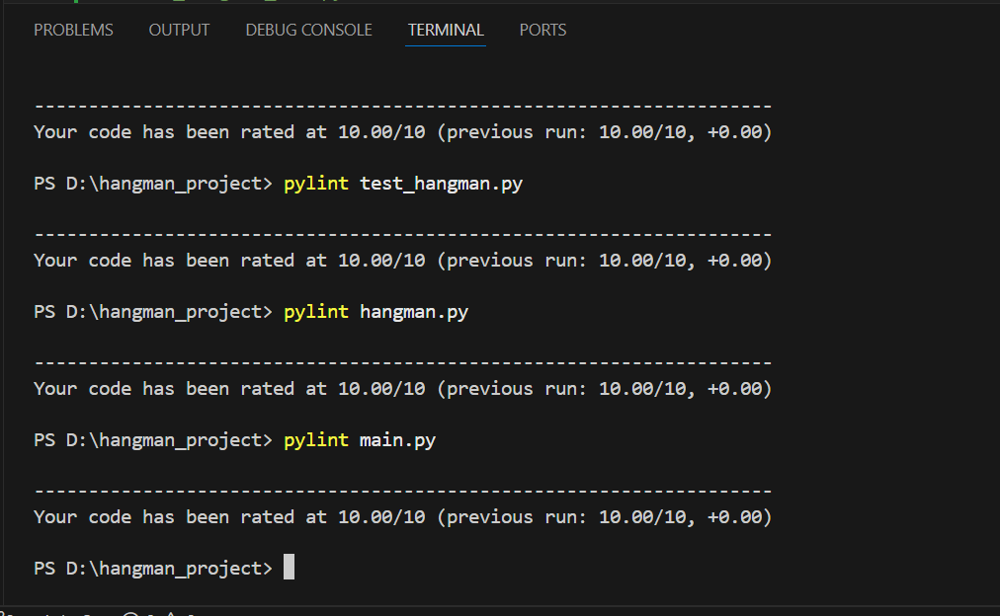 PROBLEMS OUTPUT DEBUG CONSOLE TERMINAL PORTS
--------------------------------------------------------------------
Your code has been rated at 10.00/10 (previous run: 10.00/10, +0.00)
PS D:\hangman_project> pylint test_hangman.py
--------------------------------------------------------------------
Your code has been rated at 10.00/10 (previous run: 10.00/10, +0.00)
PS D:\hangman_project> pylint hangman.py
--------------------------------------------------------------------
Your code has been rated at 10.00/10 (previous run: 10.00/10, +0.00)
PS D:\hangman_project> pylint main.py
--------------------------------------------------------------------
Your code has been rated at 10.00/10 (previous run: 10.00/10, +0.00)
PS D:\hangman_project>